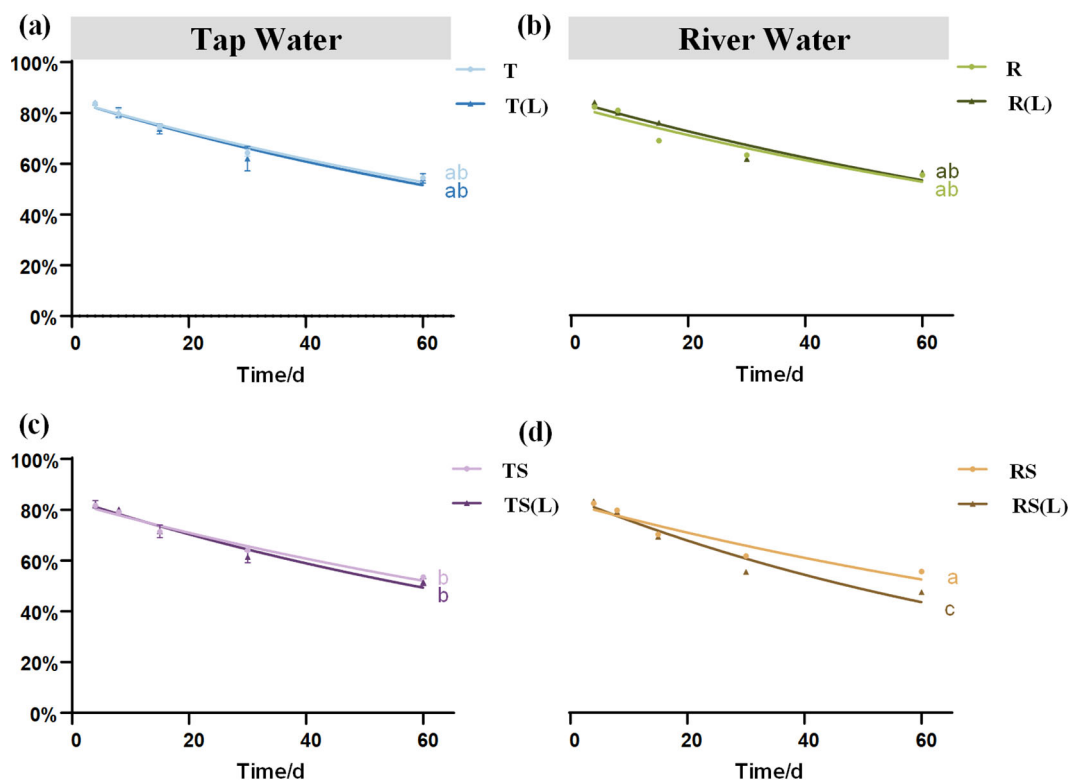 (a)
Tap Water
(b)
River Water
100%
80%
60%
40%
20%
0%
T
T(L)
ab
ab
0 20 40 60
Time/d
R
R(L)
ab
ab
0 20 40 60
Time/d
(c)
(d)
100%
80%
60%
40%
20%
0%
TS
TS(L)
b
b
0 20 40 60
Time/d
RS
RS(L)
a
c
0 20 40 60
Time/d